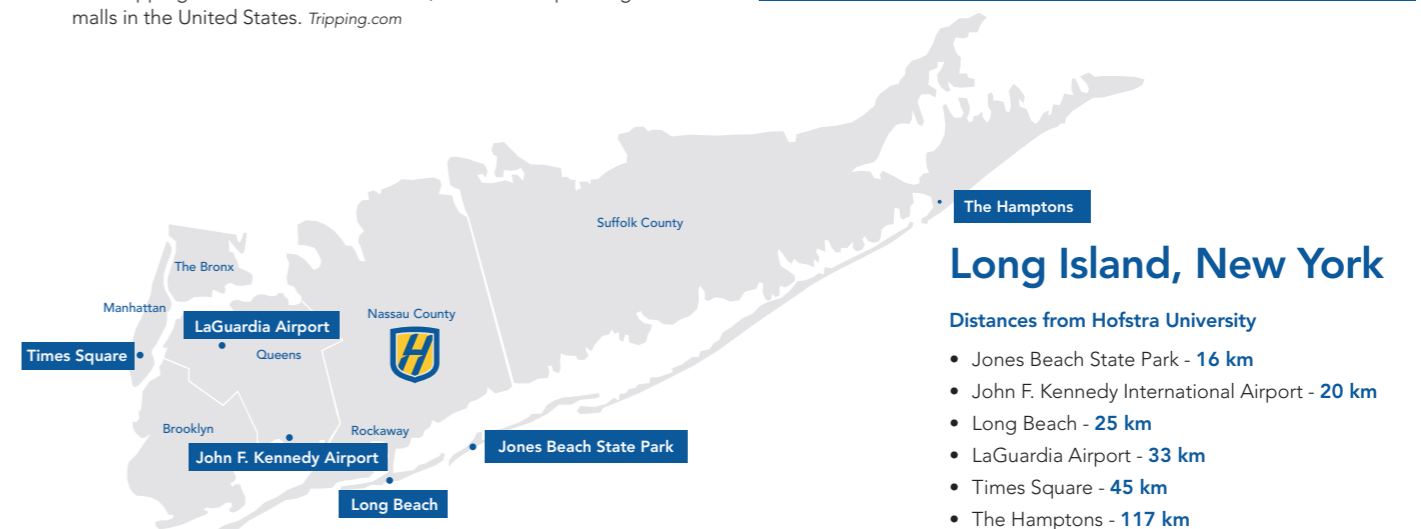 malls in the United States. Tripping.com
The Hamptons
Suffolk County
Long Island, New York
The Bronx
Manhattan
Nassau County
LaGuardia Airport
Times Square
Queens
Distances from Hofstra University
• Jones Beach State Park - 16 km
• John F. Kennedy International Airport - 20 km
• Long Beach - 25 km
• LaGuardia Airport - 33 km
• Times Square - 45 km
• The Hamptons - 117 km
Brooklyn
Rockaway
John F. Kennedy Airport
Jones Beach State Park
Long Beach